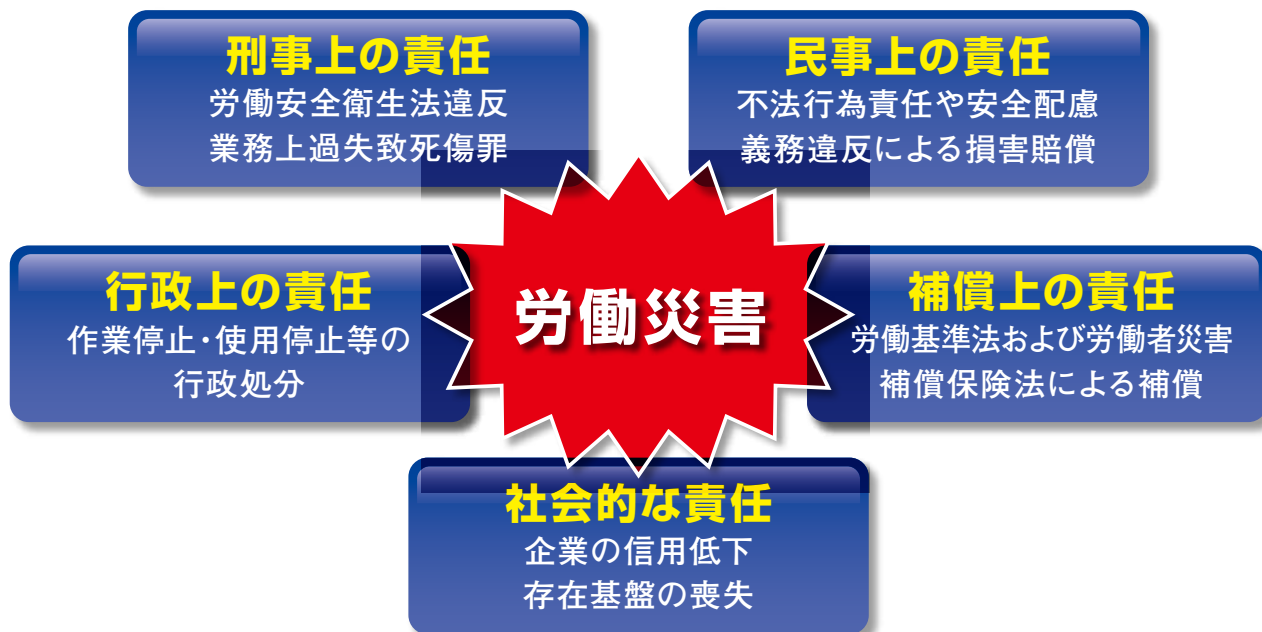 刑事上の責任
労働安全衛生法違反
業務上過失致死傷罪
民事上の責任
不法行為責任や安全配慮
義務違反による損害賠償
行政上の責任
作業停止・使用停止等の
行政処分
労働災害
補償上の責任
労働基準法および労働者災害
補償保険法による補償
社会的な責任
企業の信用低下
存在基盤の喪失